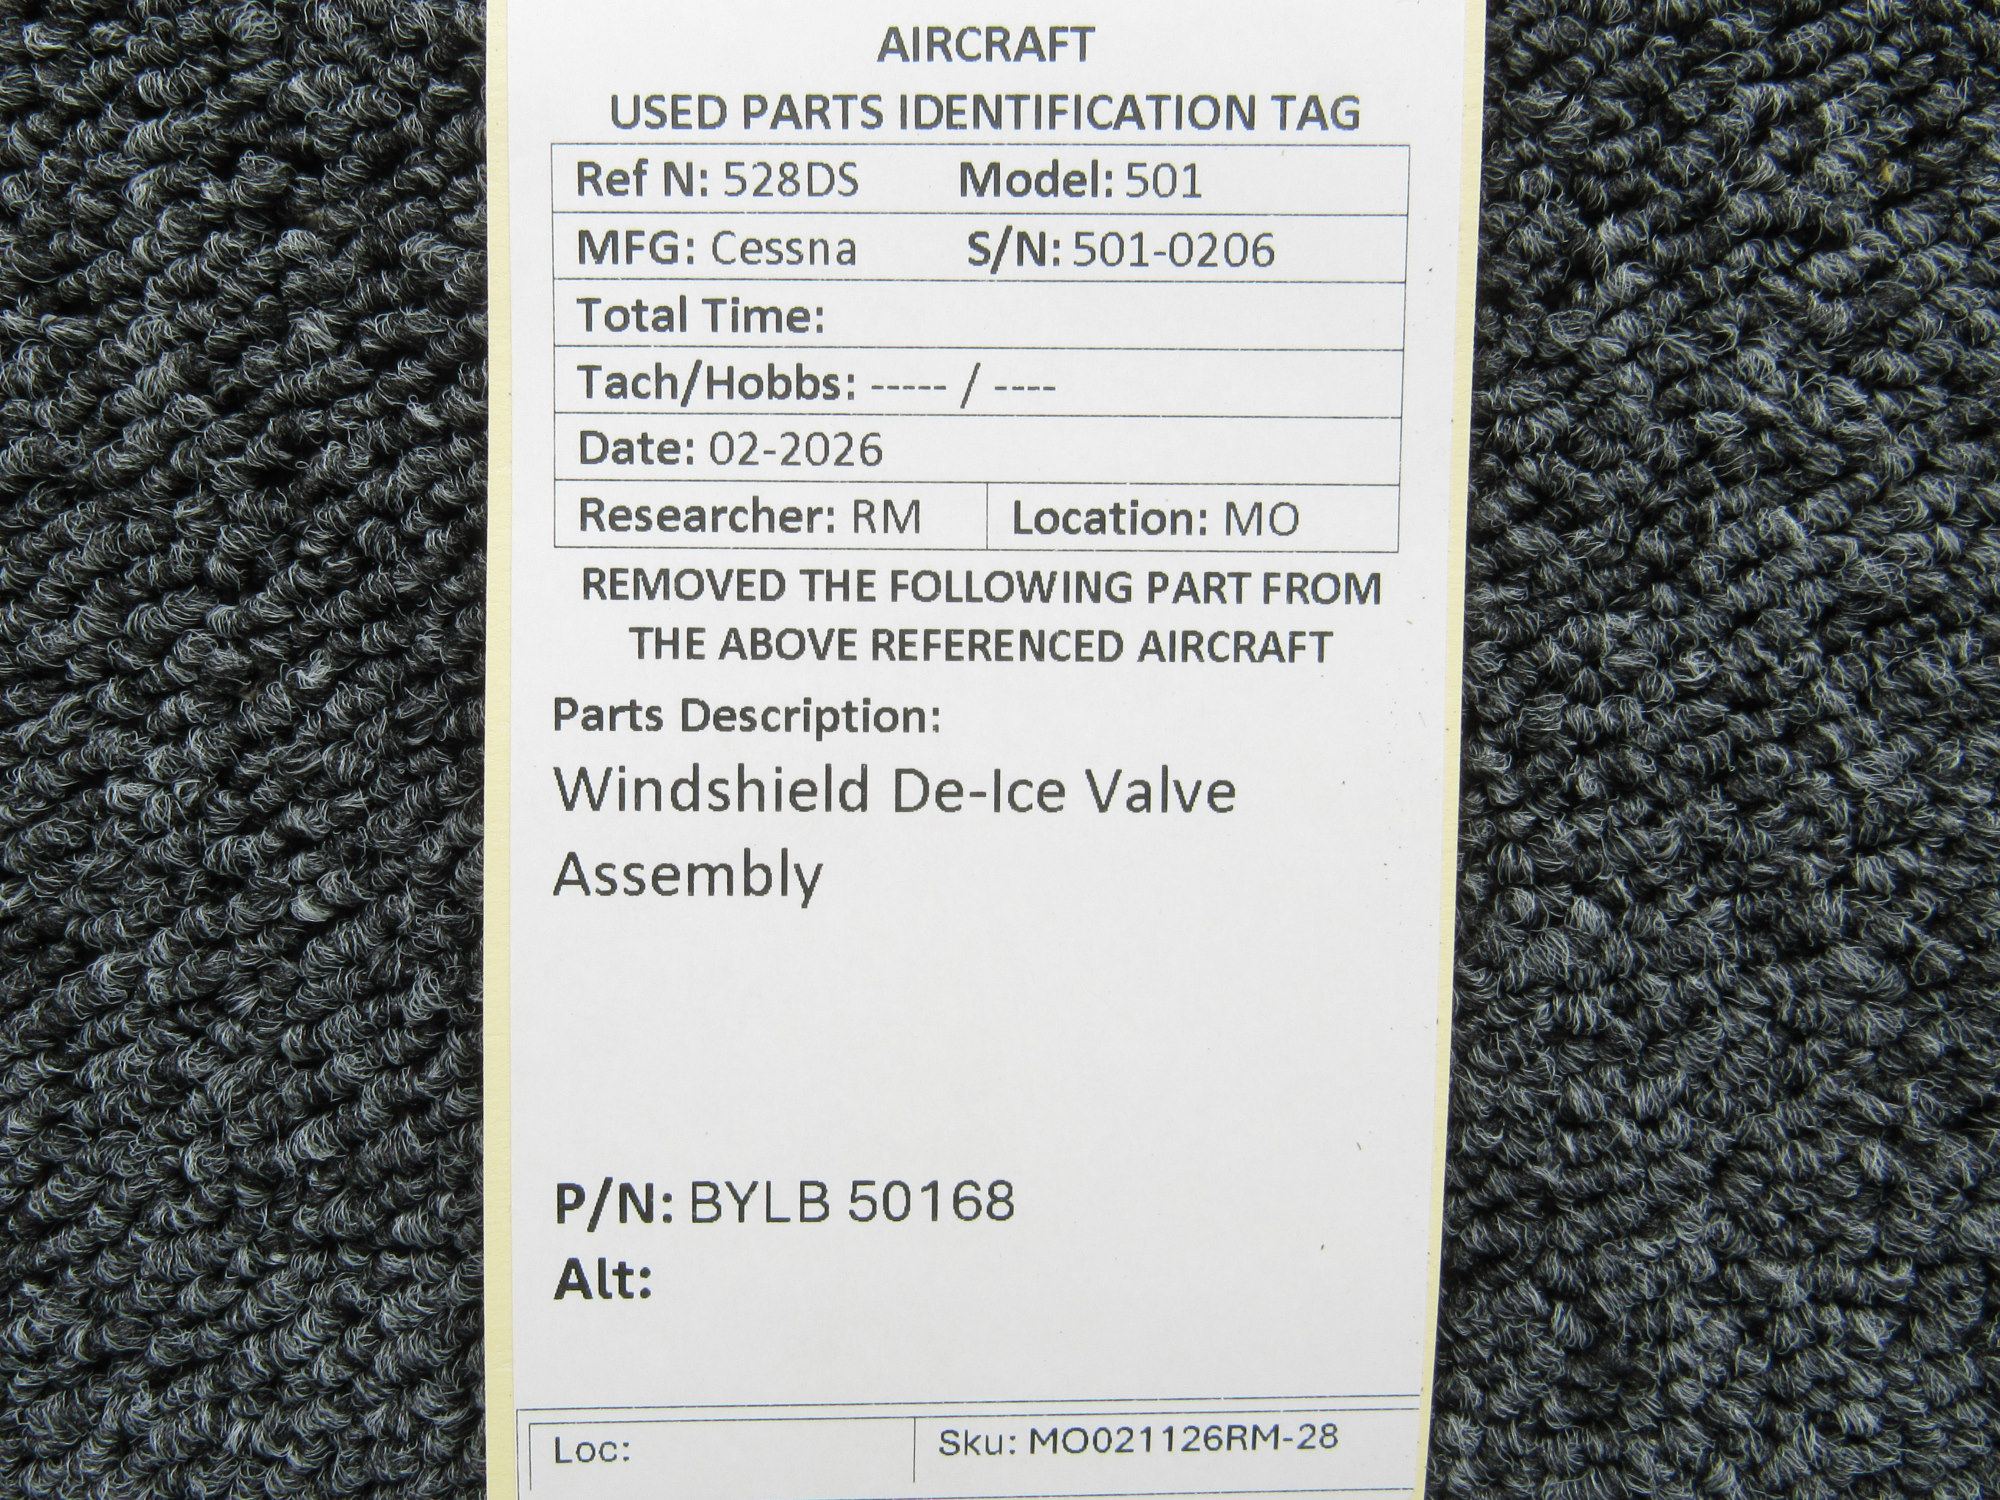 AIRCRAFT
USED PARTS IDENTIFICATION TAG
Ref N: 528DS Model: 501
MFG: Cessna S/N: 501-0206
Total Time:
Tach/Hobbs: ----- / ----
Date: 02-2026
Researcher: RM Location: MO
REMOVED THE FOLLOWING PART FROM
THE ABOVE REFERENCED AIRCRAFT
Parts Description:
Windshield De-Ice Valve
Assembly
P/N: BYLB 50168
Alt:
Loc: Sku: MO021126RM-28